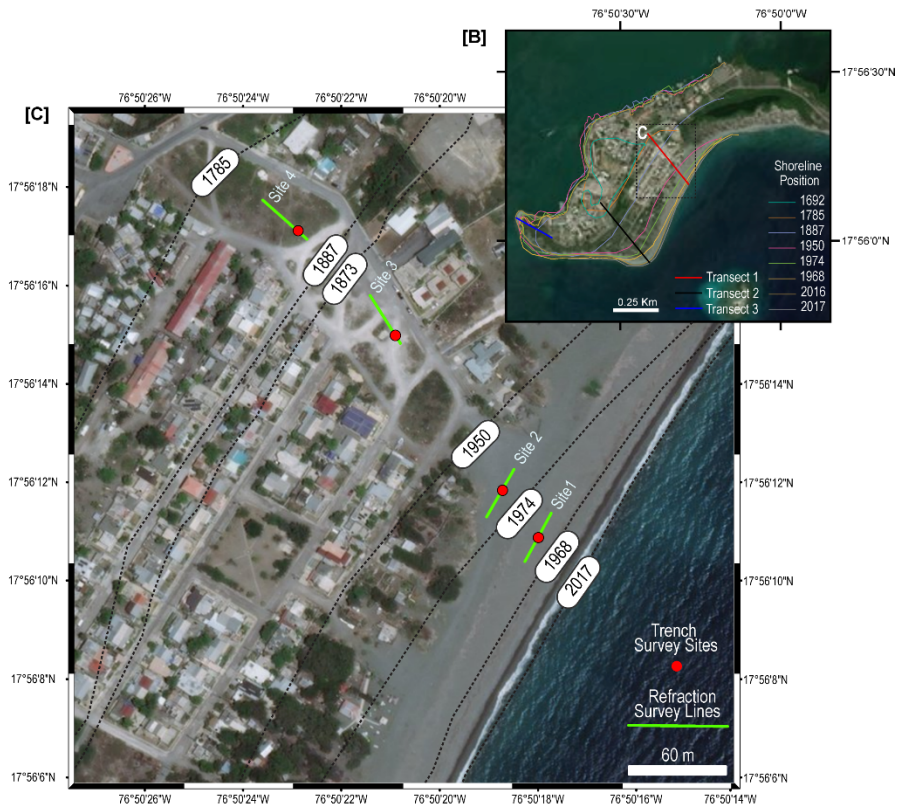 76°50'30"W
76°50'0"W
[B]
17°56'30"N
C
17°56'0"N
Shoreline
Position
1692
1785
1887
1950
1974
1968
2016
2017
Transect 1
Transect 2
Transect 3
0.25 Km
[C]
76°50'26"W
76°50'24"W
76°50'22"W
76°50'20"W
17°56'18"N
17°56'16"N
17°56'14"N
17°56'12"N
17°56'10"N
17°56'8"N
17°56'6"N
1785
Site 4
1887
1873
Site 3
1950
Site 2
1974
Site1
1968
2017
Trench
Survey Sites
Refraction
Survey Lines
60 m
17°56'14"N
17°56'12"N
17°56'10"N
17°56'8"N
17°56'6"N
76°50'26"W
76°50'24"W
76°50'22"W
76°50'20"W
76°50'18"W
76°50'16"W
76°50'14"W